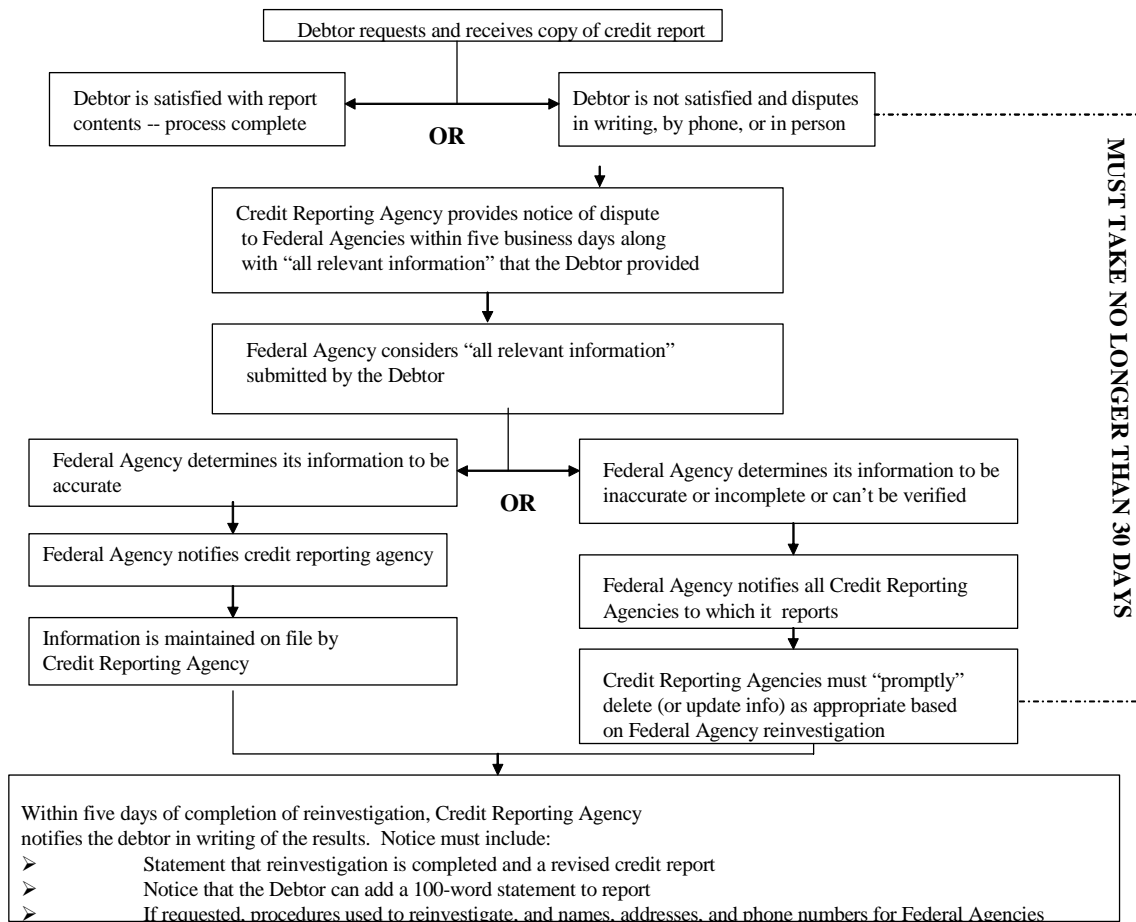 Debtor requests and receives copy of credit report
Debtor is satisfied with report
contents -- process complete
OR
Debtor is not satisfied and disputes
in writing, by phone, or in person
Credit Reporting Agency provides notice of dispute
to Federal Agencies within five business days along
with “all relevant information” that the Debtor provided
Federal Agency considers “all relevant information”
submitted by the Debtor
Federal Agency determines its information to be
accurate
OR
Federal Agency determines its information to be
inaccurate or incomplete or can’t be verified
Federal Agency notifies credit reporting agency
Federal Agency notifies all Credit Reporting
Agencies to which it reports
Information is maintained on file by
Credit Reporting Agency
Credit Reporting Agencies must “promptly”
delete (or update info) as appropriate based
on Federal Agency reinvestigation
MUST TAKE NO LONGER THAN 30 DAYS
Within five days of completion of reinvestigation, Credit Reporting Agency
notifies the debtor in writing of the results. Notice must include:
➢ Statement that reinvestigation is completed and a revised credit report
➢ Notice that the Debtor can add a 100-word statement to report
➢ If requested, procedures used to reinvestigate, and names, addresses, and phone numbers for Federal Agencies